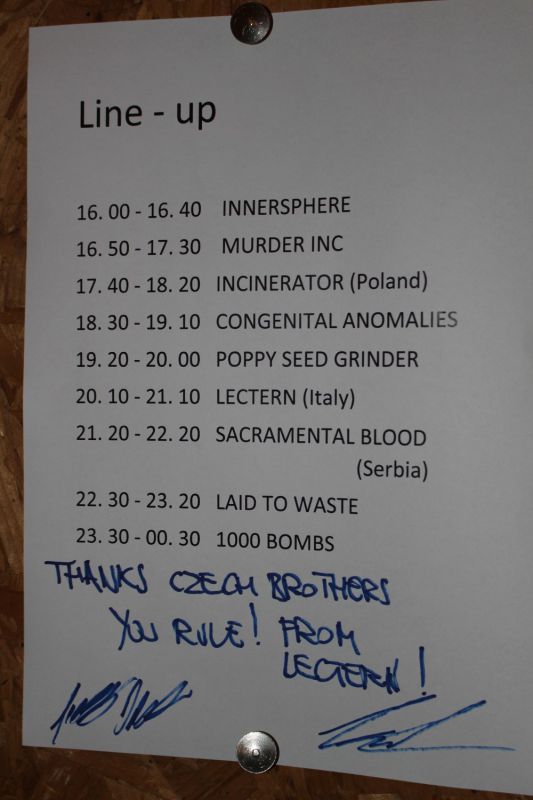 Line - up
16. 00 - 16. 40 INNERSPHERE
16. 50 - 17. 30 MURDER INC
17. 40 - 18. 20 INCINERATOR (Poland)
18. 30 - 19. 10 CONGENITAL ANOMALIES
19. 20 - 20. 00 POPPY SEED GRINDER
20. 10 - 21. 10 LECTERN (Italy)
21. 20 - 22. 20 SACRAMENTAL BLOOD
(Serbia)
22. 30 - 23. 20 LAID TO WASTE
23. 30 - 00. 30 1000 BOMBS
THANKS CZECH BROTHERS
YOU RULE! FROM
LECTERN!